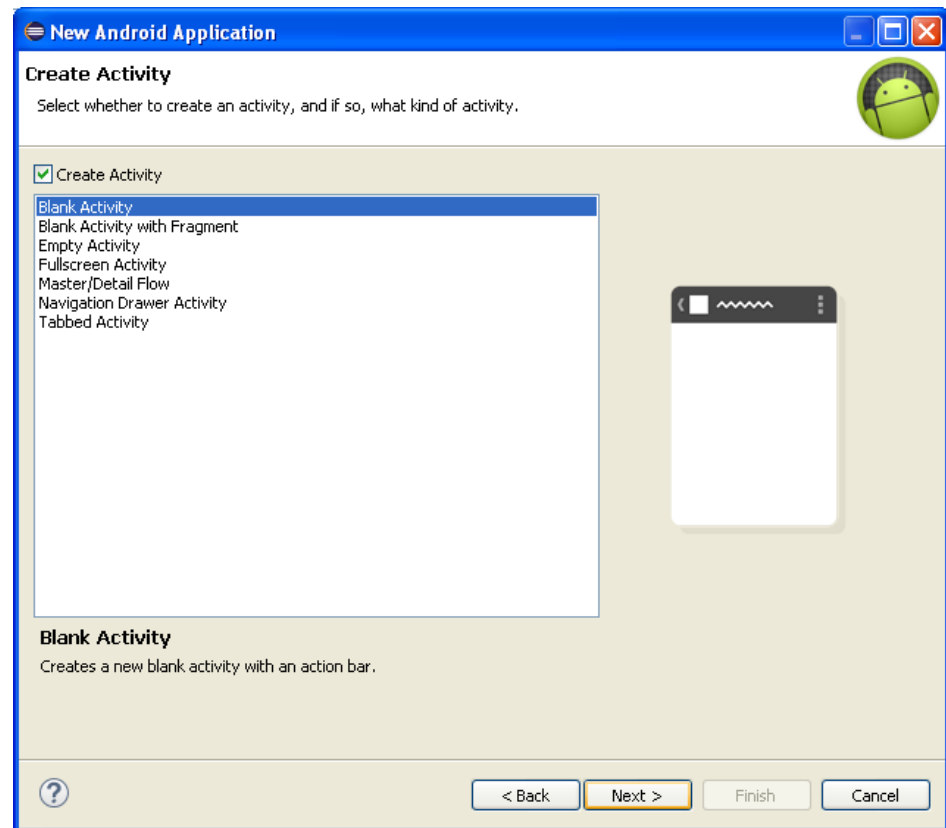 New Android Application
Create Activity
Select whether to create an activity, and if so, what kind of activity.
Create Activity
Blank Activity
Blank Activity with Fragment
Empty Activity
Fullscreen Activity
Master/Detail Flow
Navigation Drawer Activity
Tabbed Activity
Blank Activity
Creates a new blank activity with an action bar.
?
< Back
Next >
Finish
Cancel